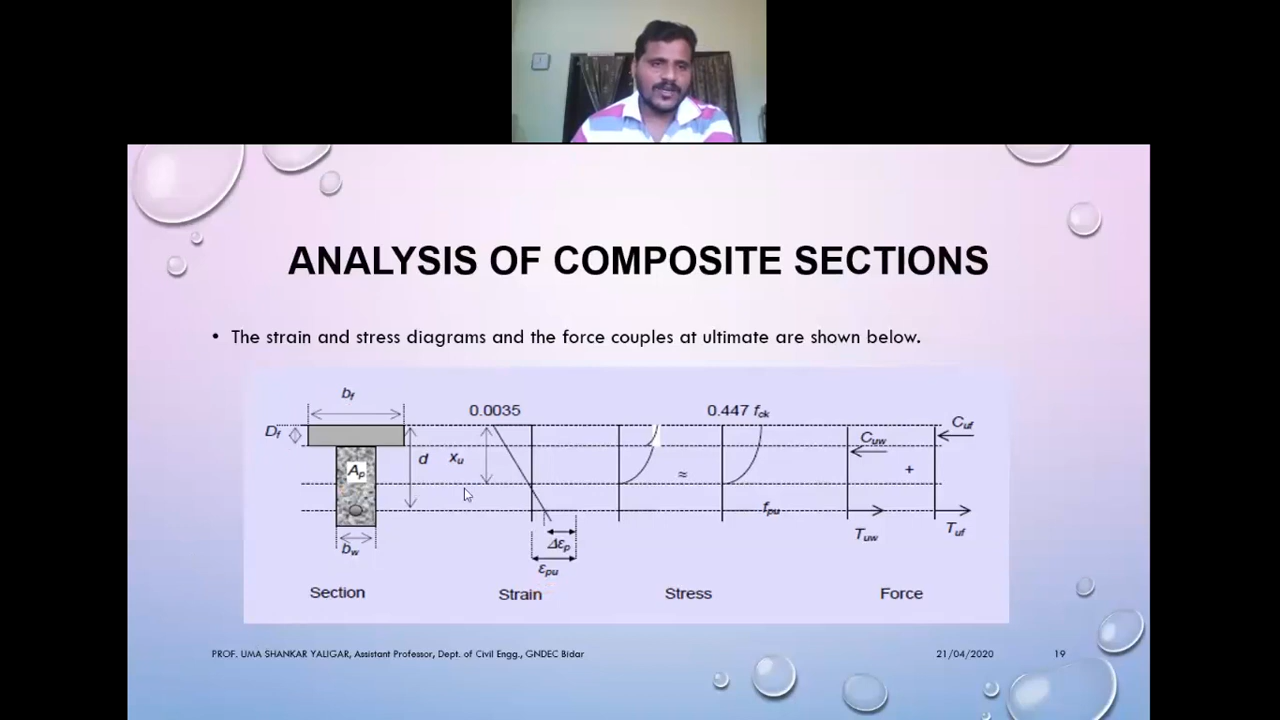 ANALYSIS OF COMPOSITE SECTIONS
• The strain and stress diagrams and the force couples at ultimate are shown below.
b_f
0.0035
0.447 f_ck
D_f
C_uf
C_uw
d
x_u
A_p
≈
+
f_pu
T_uw
T_uf
b_w
Δε_p
ε_pu
Section
Strain
Stress
Force
PROF. UMA SHANKAR YALIGAR, Assistant Professor, Dept. of Civil Engg., GNDEC Bidar
21/04/2020
19